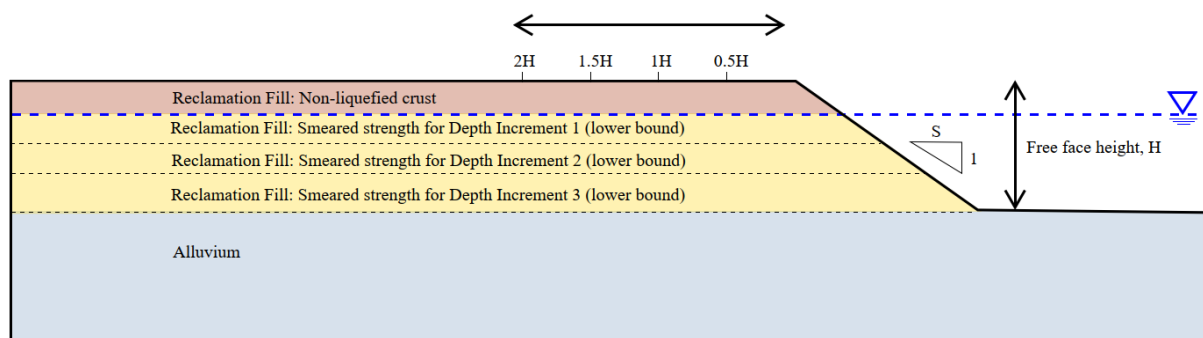 2H 1.5H 1H 0.5H
Reclamation Fill: Non-liquefied crust
Reclamation Fill: Smeared strength for Depth Increment 1 (lower bound)
S
1
Free face height, H
Reclamation Fill: Smeared strength for Depth Increment 2 (lower bound)
Reclamation Fill: Smeared strength for Depth Increment 3 (lower bound)
Alluvium